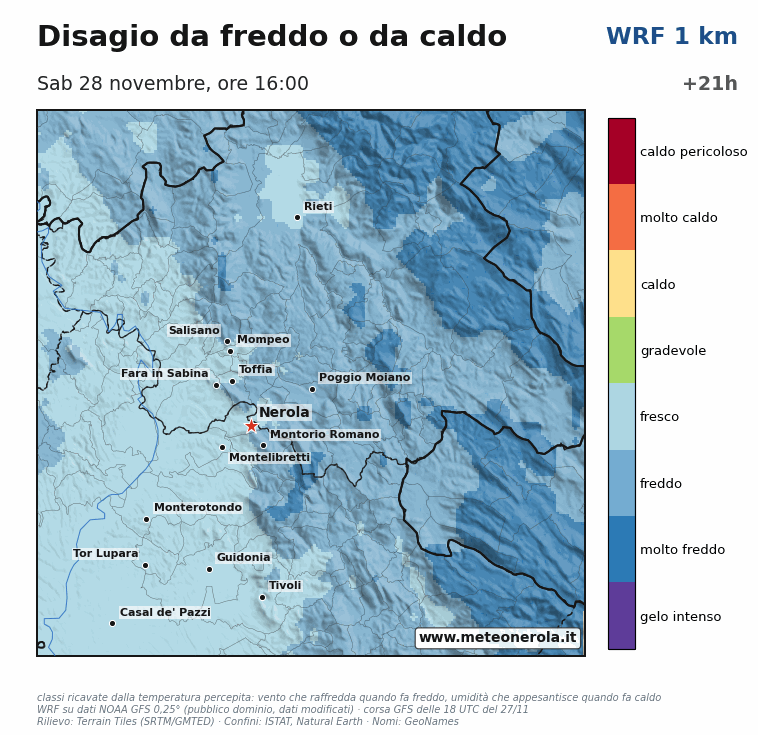 Disagio da freddo o da caldo
WRF 1 km
Sab 28 novembre, ore 16:00
+21h
caldo pericoloso
molto caldo
caldo
gradevole
fresco
freddo
molto freddo
gelo intenso
Rieti
Salisano
Mompeo
Fara in Sabina
Toffia
Poggio Moiano
Nerola
Montorio Romano
Montelibretti
Monterotondo
Tor Lupara
Guidonia
Tivoli
Casal de' Pazzi
www.meteonerola.it
classi ricavate dalla temperatura percepita: vento che raffredda quando fa freddo, umidità che appesantisce quando fa caldo
WRF su dati NOAA GFS 0,25° (pubblico dominio, dati modificati) · corsa GFS delle 18 UTC del 27/11
Rilievo: Terrain Tiles (SRTM/GMTED) · Confini: ISTAT, Natural Earth · Nomi: GeoNames